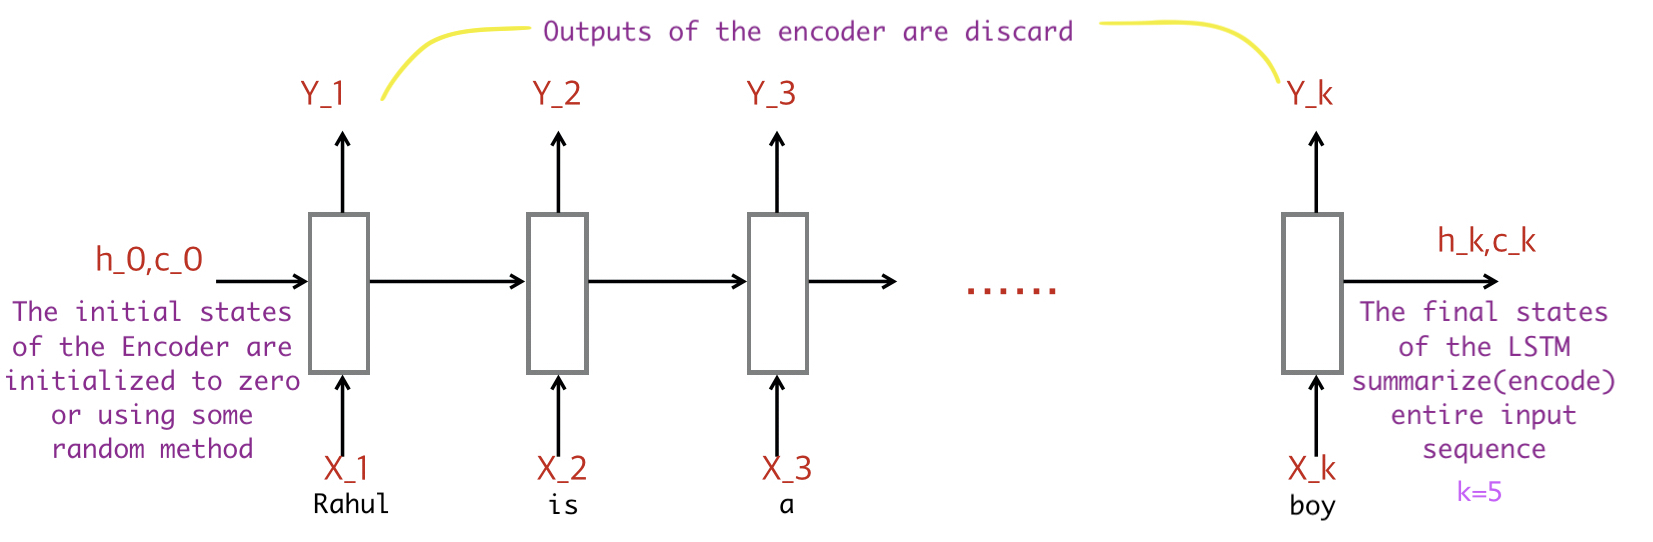 Outputs of the encoder are discard
Y_1
Y_2
Y_3
Y_k
h_0,c_0
The initial states
of the Encoder are
initialized to zero
or using some
random method
......
h_k,c_k
The final states
of the LSTM
summarize(encode)
entire input
sequence
k=5
X_1
X_2
X_3
X_k
Rahul
is
a
boy